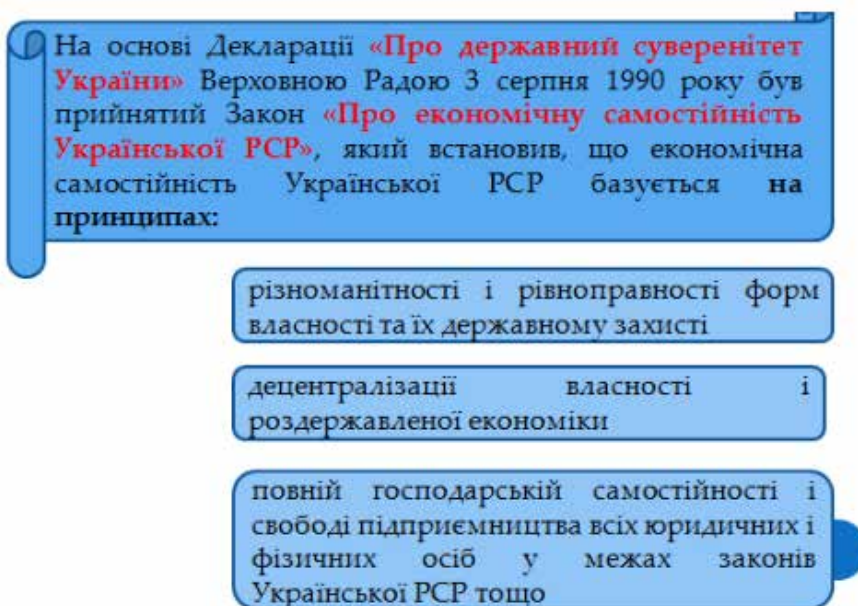 На основі Декларації «Про державний суверенітет
України» Верховною Радою 3 серпня 1990 року був
прийнятий Закон «Про економічну самостійність
Української РСР», який встановив, що економічна
самостійність Української РСР базується на
принципах:
різноманітності і рівноправності форм
власності та їх державному захисті
децентралізації власності і
роздержавленої економіки
повній господарській самостійності і
свободі підприємництва всіх юридичних і
фізичних осіб у межах законів
Української РСР тощо